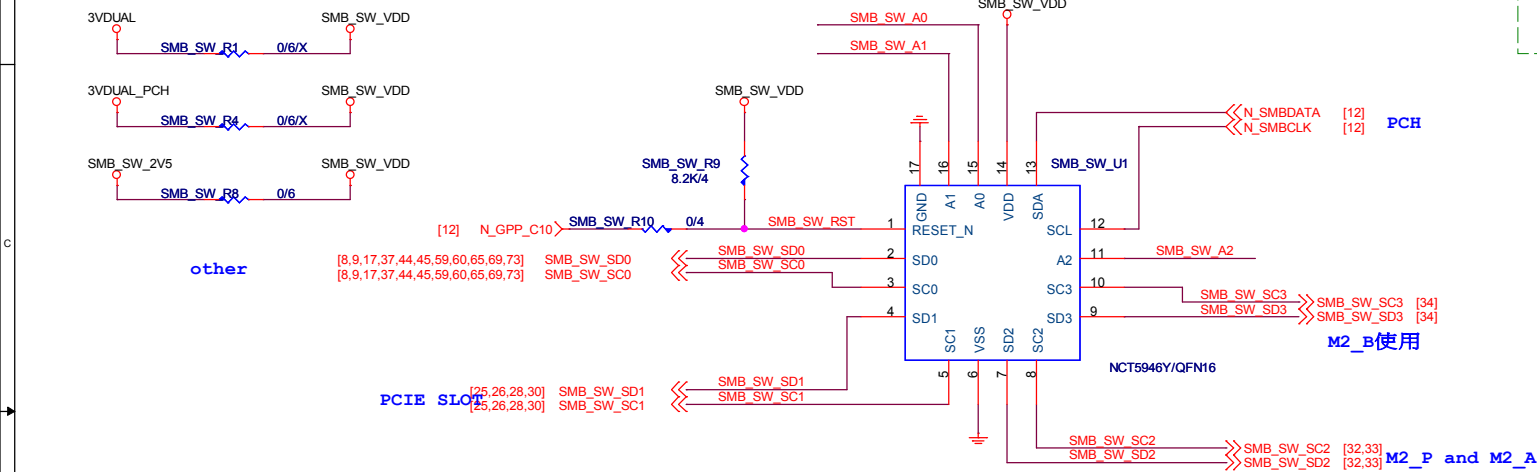 SMB_SW_VDD
3VDUAL
SMB_SW_VDD
SMB_SW_R1 0/6/X
3VDUAL_PCH
SMB_SW_VDD
SMB_SW_R4 0/6/X
SMB_SW_2V5
SMB_SW_VDD
SMB_SW_R8 0/6
C
other
SMB_SW_A0
SMB_SW_A1
SMB_SW_VDD
SMB_SW_R9
8.2K/4
[12] N_GPP_C10
SMB_SW_R10 0/4
SMB_SW_RST
[8,9,17,37,44,45,59,60,65,69,73] SMB_SW_SD0
[8,9,17,37,44,45,59,60,65,69,73] SMB_SW_SC0
SMB_SW_SD0
SMB_SW_SC0
PCIE SLOT
[25,26,28,30] SMB_SW_SD1
[25,26,28,30] SMB_SW_SC1
SMB_SW_SD1
SMB_SW_SC1
17
16
15
14
13
SMB_SW_U1
GND
A1
A0
VDD
SDA
1 RESET_N
2 SD0
3 SC0
4 SD1
SCL 12
A2 11
SC3 10
SD3 9
SC1
VSS
SD2
SC2
5
6
7
8
NCT5946Y/QFN16
N_SMBDATA [12]
N_SMBCLK [12]
PCH
SMB_SW_A2
SMB_SW_SC3
SMB_SW_SD3
SMB_SW_SC3 [34]
SMB_SW_SD3 [34]
M2_B使用
SMB_SW_SC2
SMB_SW_SD2
SMB_SW_SC2 [32,33]
SMB_SW_SD2 [32,33]
M2_P and M2_A